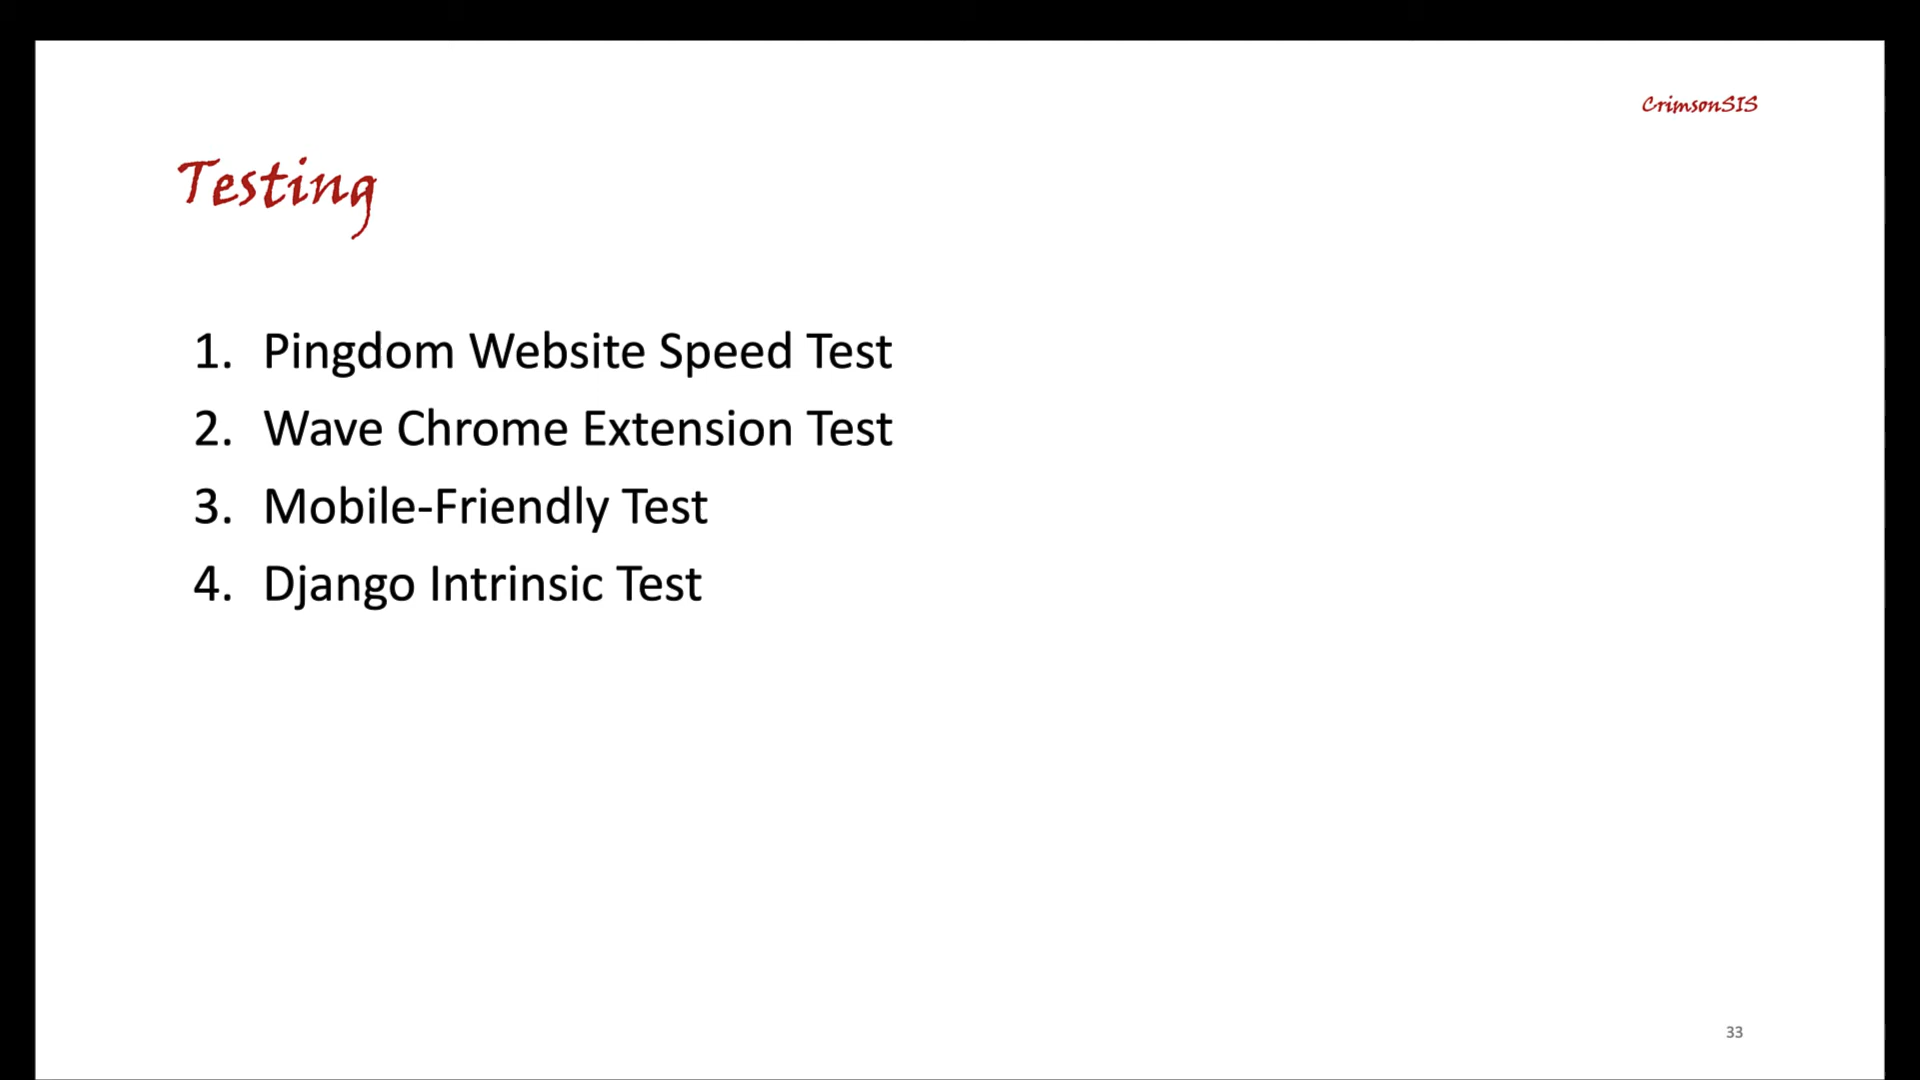 CrimsonSIS
Testing
1. Pingdom Website Speed Test
2. Wave Chrome Extension Test
3. Mobile-Friendly Test
4. Django Intrinsic Test
33